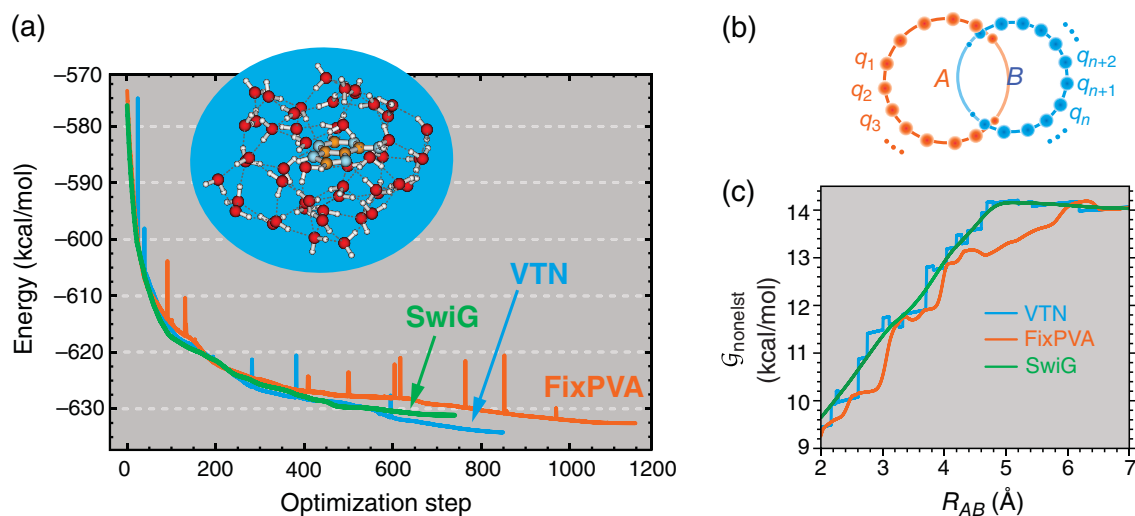 (a)
−570
−580
−590
−600
−610
−620
−630
Energy (kcal/mol)
VTN
SwiG
FixPVA
0 200 400 600 800 1000 1200
Optimization step
(b)
q1
q2
q3
A
B
qn+2
qn+1
qn
(c)
14
13
12
11
10
9
𝒢nonelst
(kcal/mol)
VTN
FixPVA
SwiG
2 3 4 5 6 7
RAB (Å)